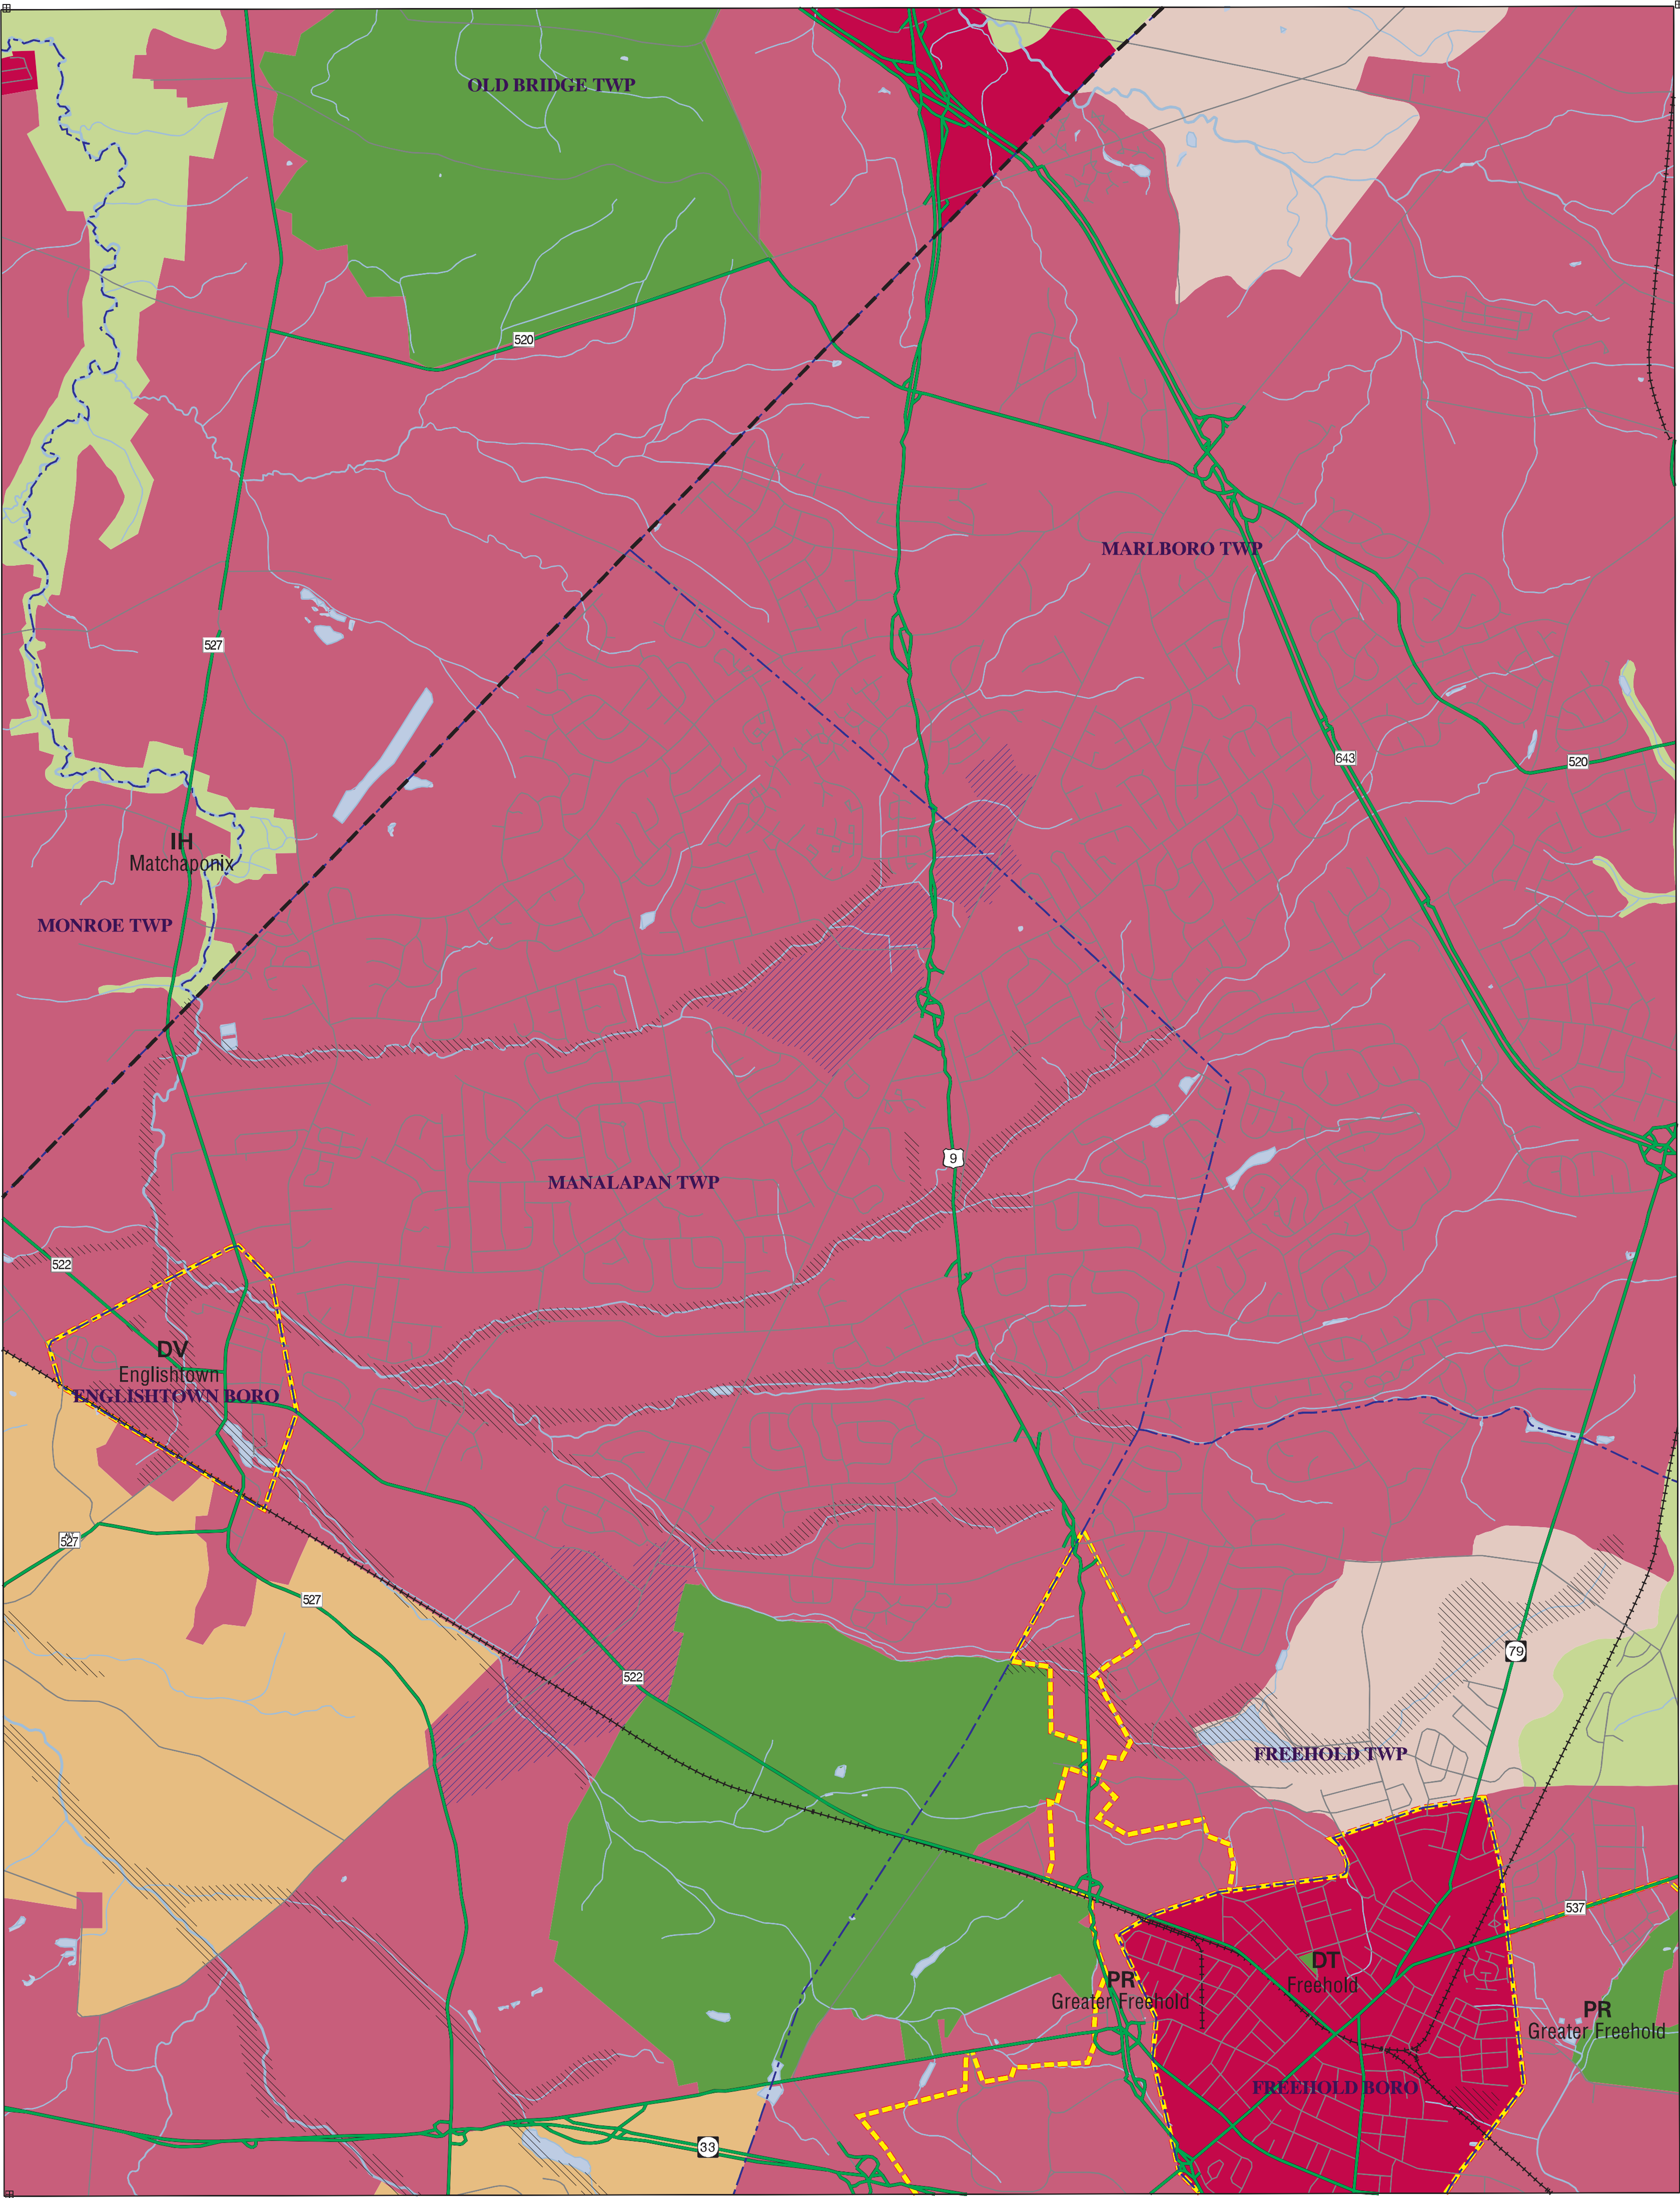 OLD BRIDGE TWP
520
MARLBORO TWP
527
643
520
IH
Matchaponix
MONROE TWP
9
MANALAPAN TWP
522
DV
Englishtown
ENGLISHTOWN BORO
527
527
79
522
FREEHOLD TWP
537
DT
Freehold
PR
Greater Freehold
PR
Greater Freehold
FREEHOLD BORO
33